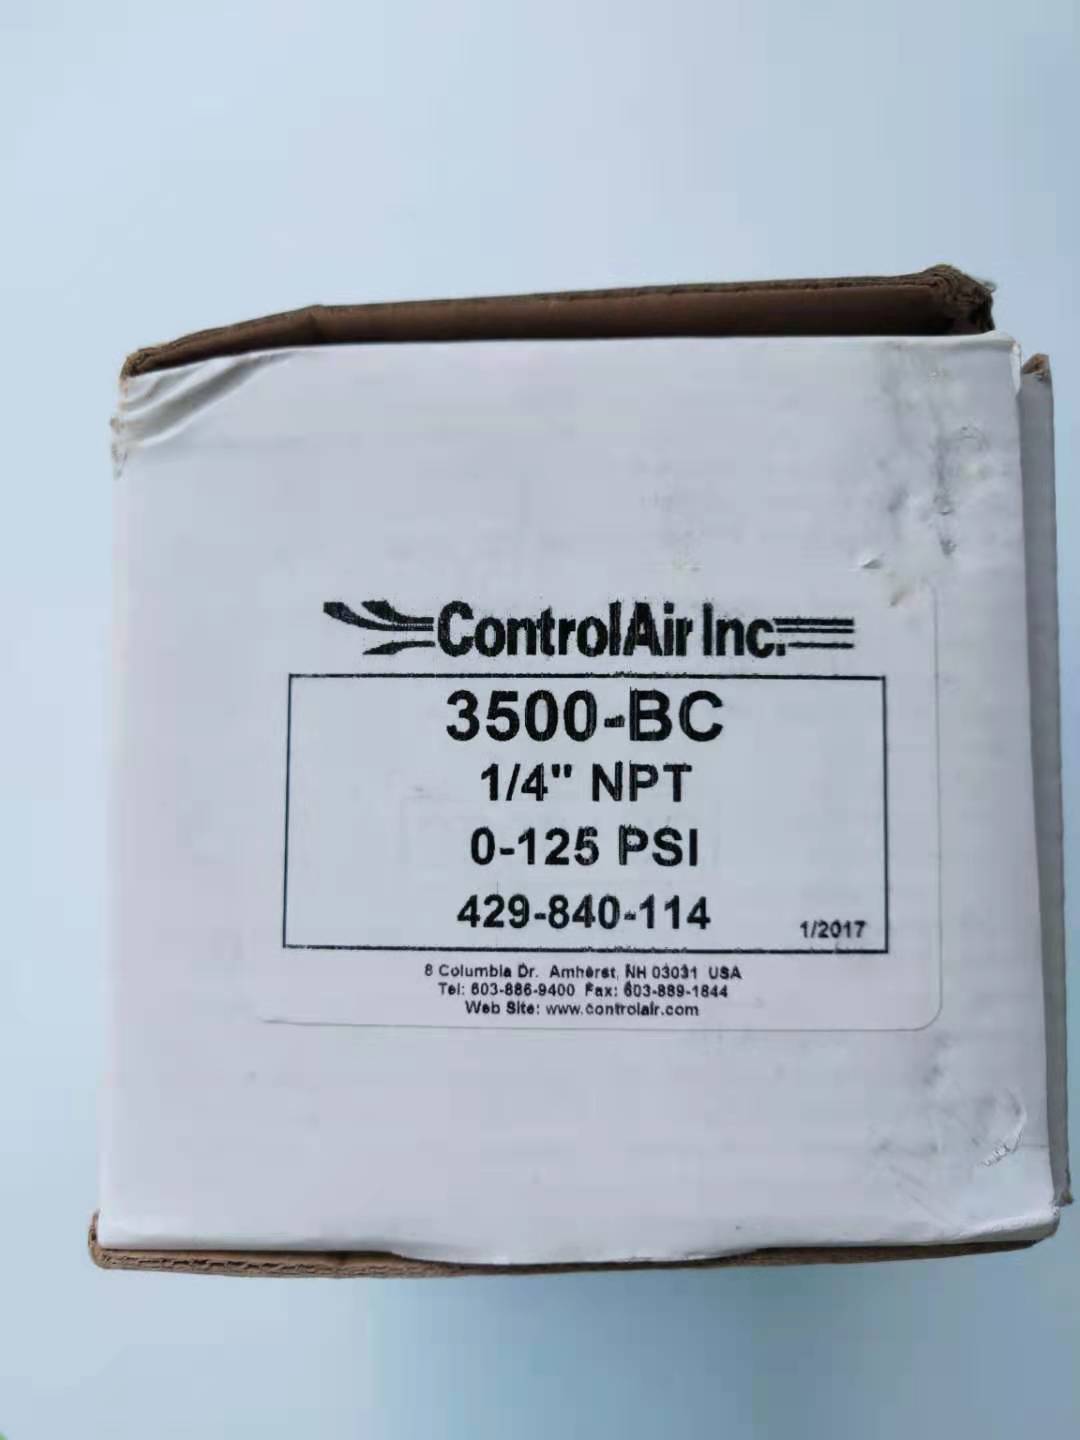 ControlAir Inc.
3500-BC
1/4" NPT
0-125 PSI
429-840-114
1/2017
8 Columbia Dr. Amherst, NH 03031 USA
Tel: 603-886-9400 Fax: 603-889-1844
Web Site: www.controlair.com